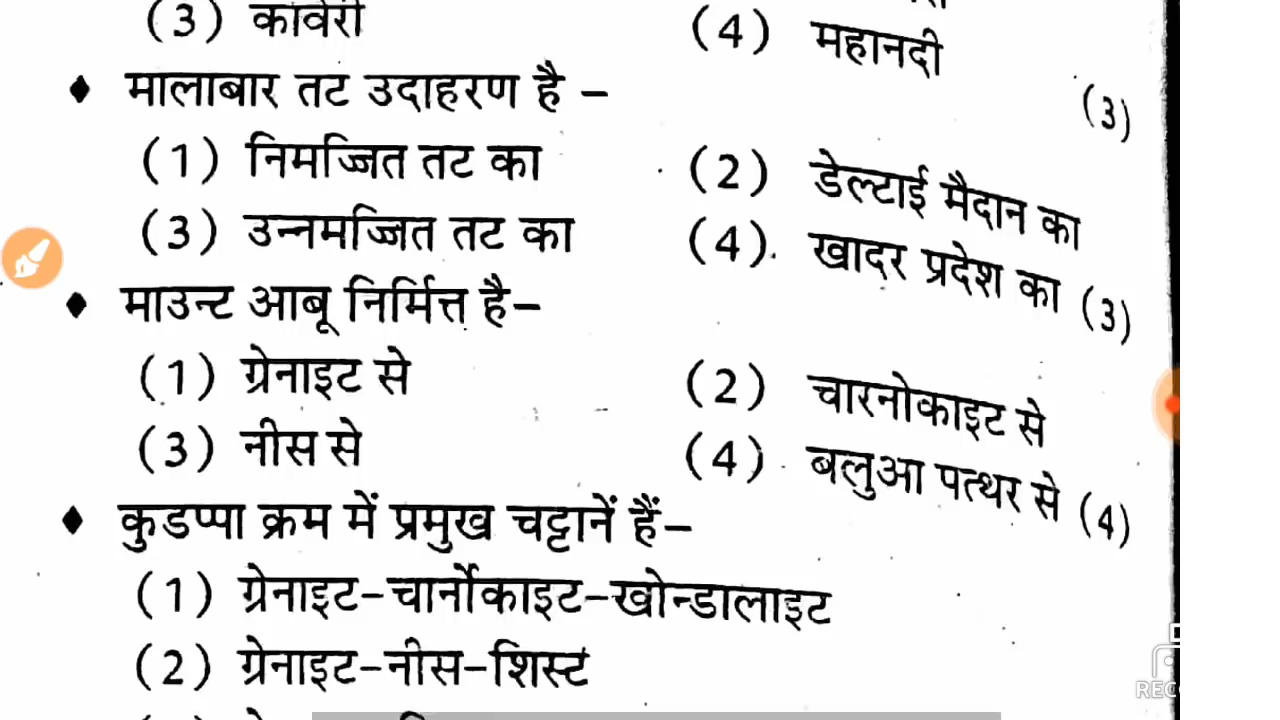 (3) कावेरी (4) महानदी
(3)
♦ मालाबार तट उदाहरण है –
(1) निमज्जित तट का (2) डेल्टाई मैदान का
(3) उन्नमज्जित तट का (4) खादर प्रदेश का (3)
♦ माउन्ट आबू निर्मित्त है–
(1) ग्रेनाइट से (2) चारनोकाइट से
(3) नीस से (4) बलुआ पत्थर से (4)
♦ कुडप्पा क्रम में प्रमुख चट्टानें हैं–
(1) ग्रेनाइट–चार्नोकाइट–खोन्डालाइट
(2) ग्रेनाइट–नीस–शिस्ट